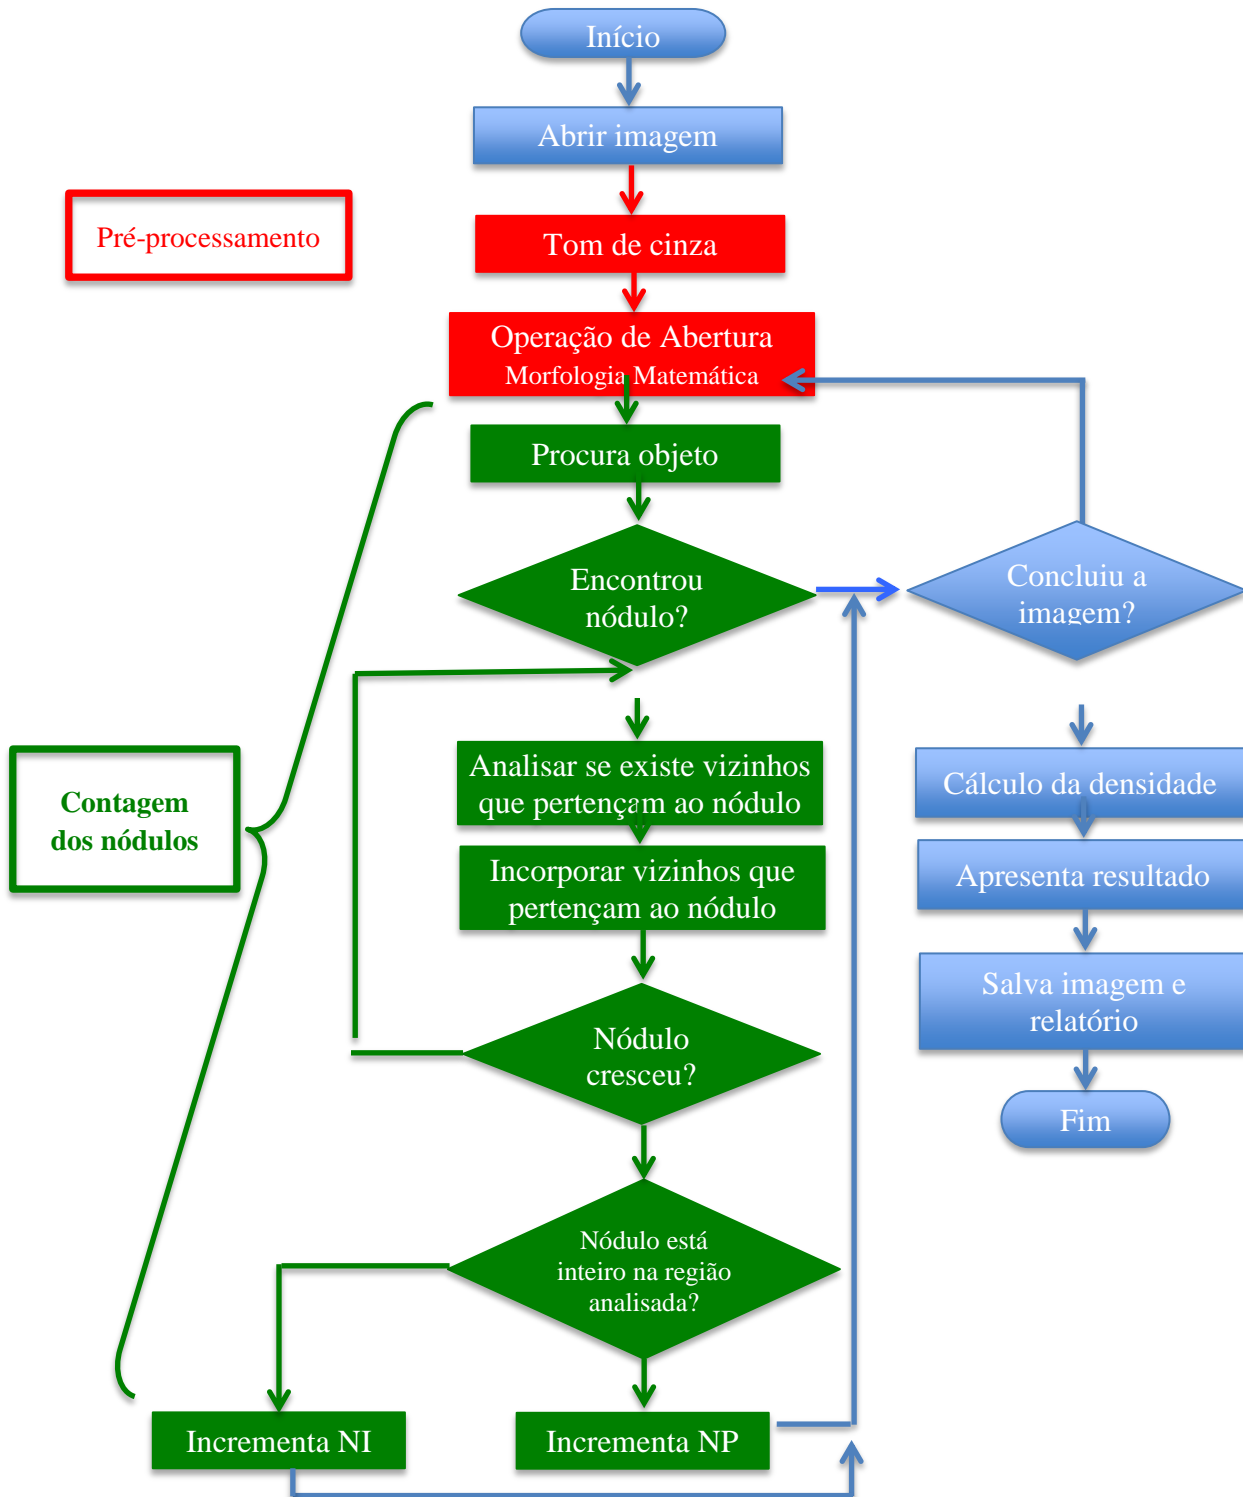 Início
Abrir imagem
Pré-processamento
Tom de cinza
Operação de Abertura
Morfologia Matemática
Procura objeto
Encontrou
nódulo?
Concluiu a
imagem?
Contagem
dos nódulos
Analisar se existe vizinhos
que pertençam ao nódulo
Incorporar vizinhos que
pertençam ao nódulo
Cálculo da densidade
Apresenta resultado
Salva imagem e
relatório
Fim
Nódulo
cresceu?
Nódulo está
inteiro na região
analisada?
Incrementa NI
Incrementa NP